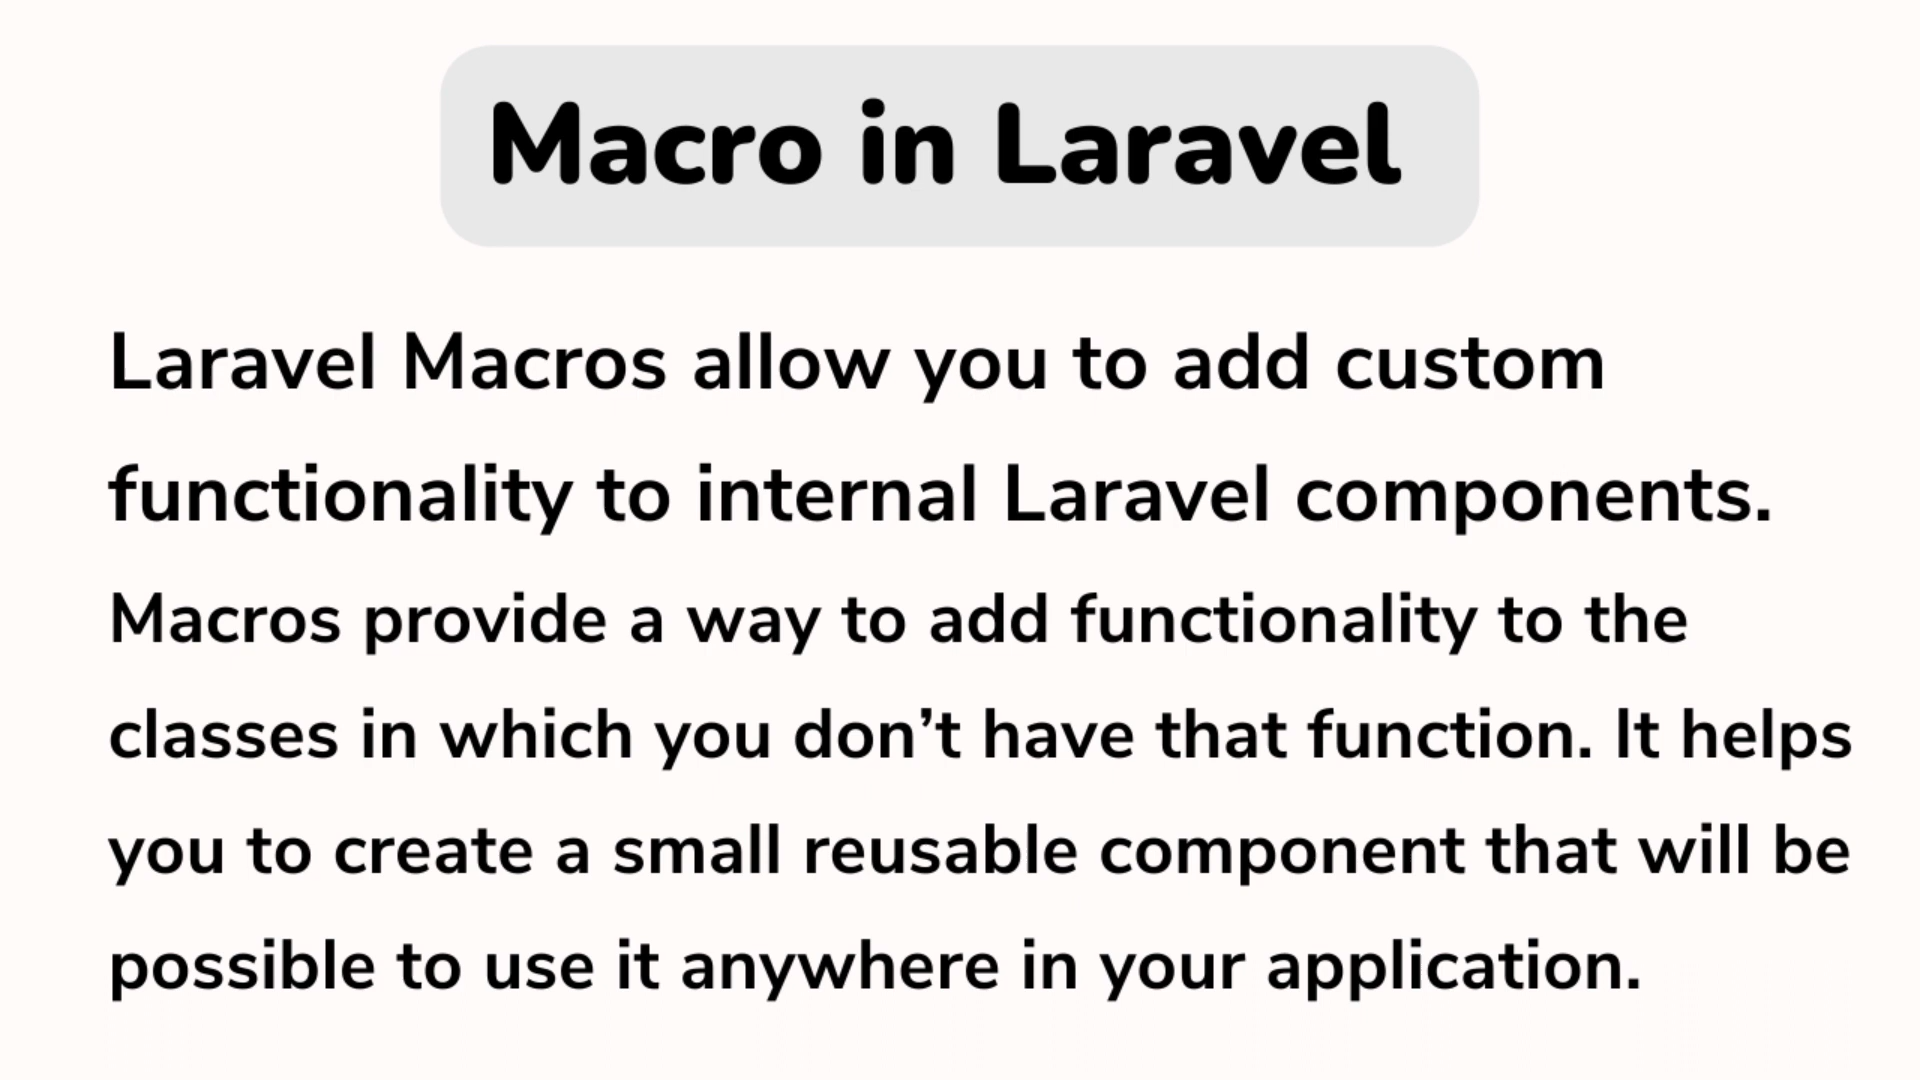 Macro in Laravel
Laravel Macros allow you to add custom
functionality to internal Laravel components.
Macros provide a way to add functionality to the
classes in which you don’t have that function. It helps
you to create a small reusable component that will be
possible to use it anywhere in your application.